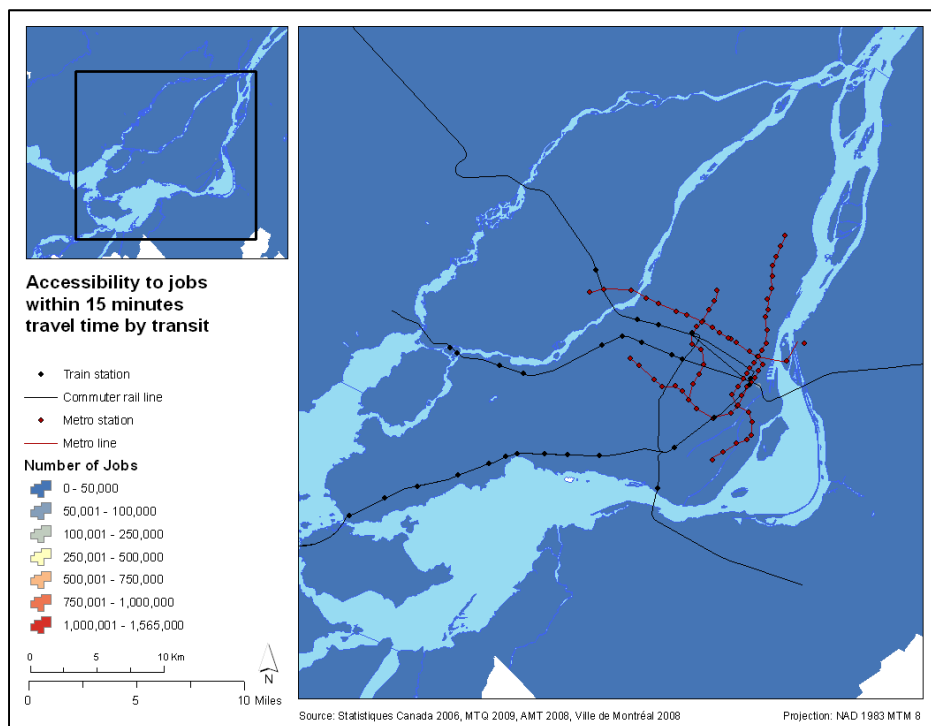 Accessibility to jobs
within 15 minutes
travel time by transit
Train station
Commuter rail line
Metro station
Metro line
Number of Jobs
0 - 50,000
50,001 - 100,000
100,001 - 250,000
250,001 - 500,000
500,001 - 750,000
750,001 - 1,000,000
1,000,001 - 1,565,000
0 5 10 Km
N
0 5 10 Miles
Source: Statistiques Canada 2006, MTQ 2009, AMT 2008, Ville de Montréal 2008 Projection: NAD 1983 MTM 8